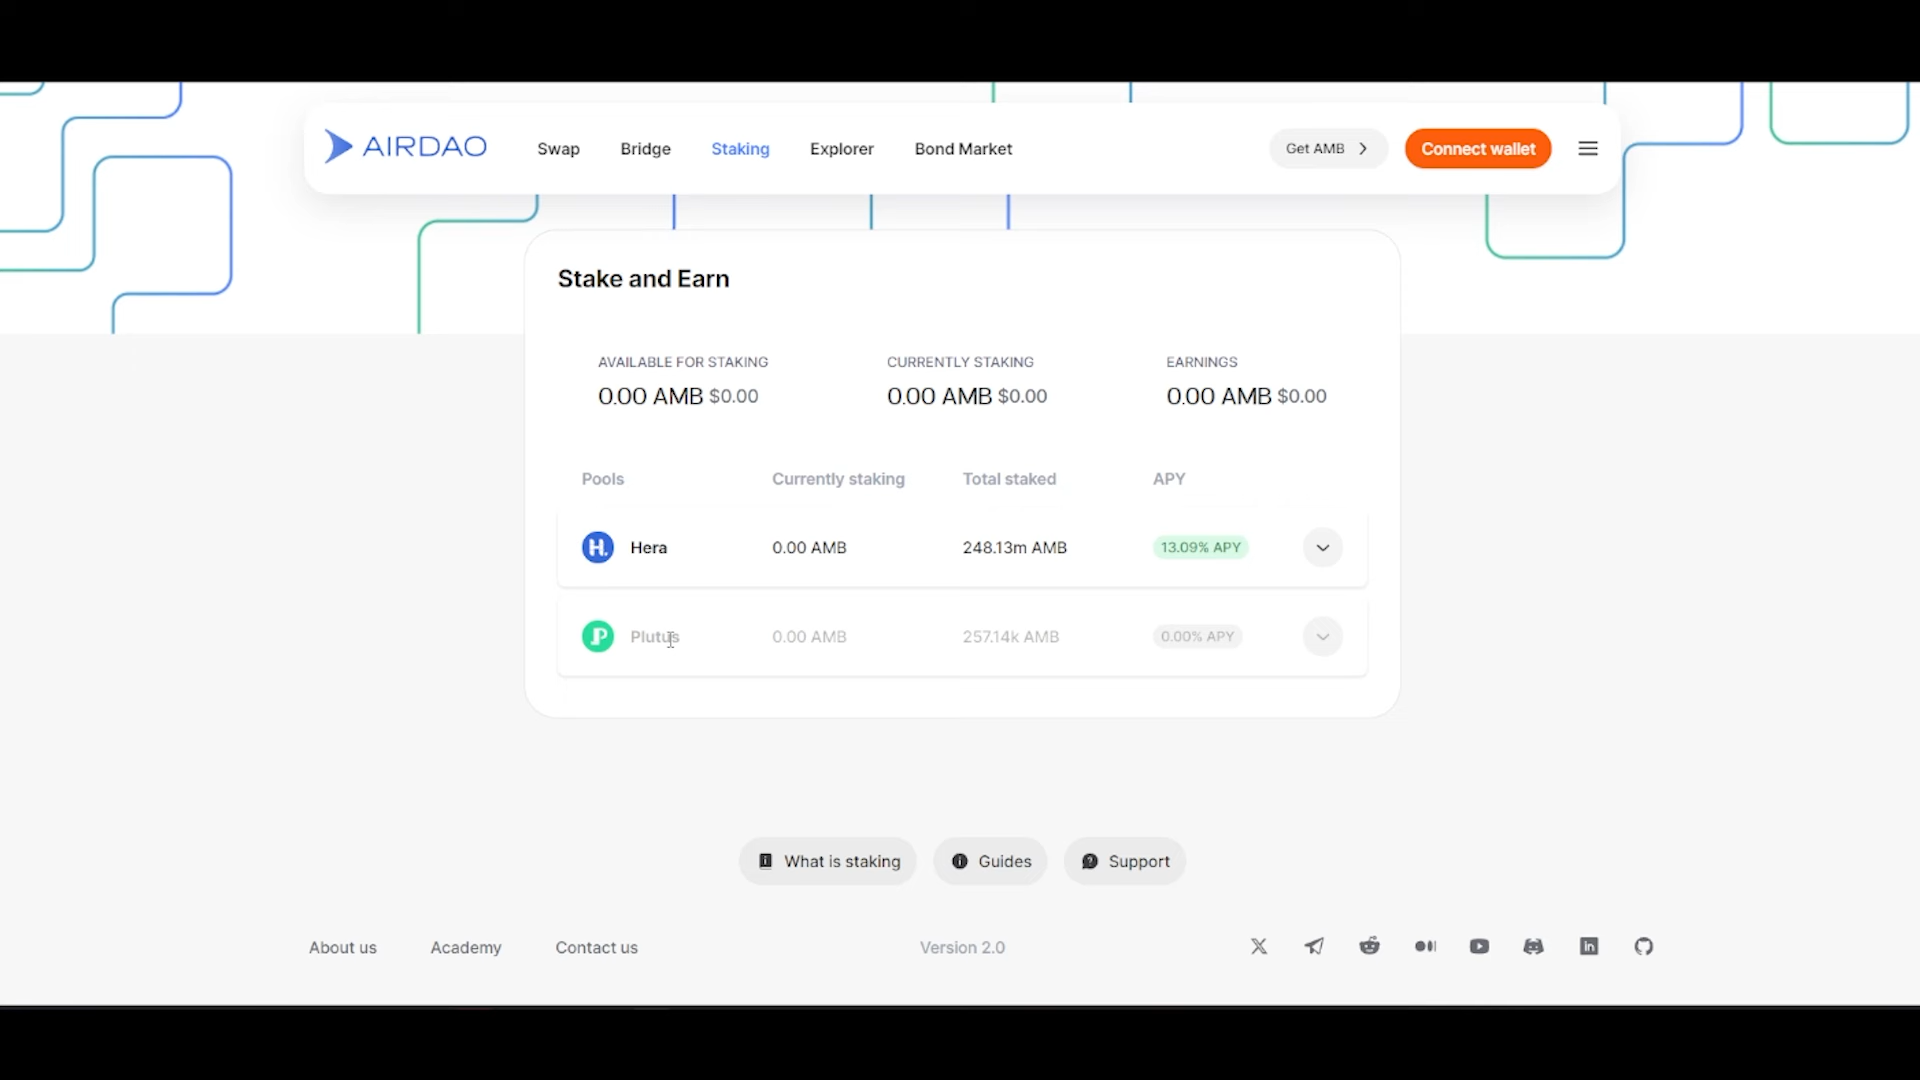 AIRDAO Swap Bridge Staking Explorer Bond Market Get AMB Connect wallet
Stake and Earn
AVAILABLE FOR STAKING CURRENTLY STAKING EARNINGS
0.00 AMB $0.00 0.00 AMB $0.00 0.00 AMB $0.00
Pools Currently staking Total staked APY
H. Hera 0.00 AMB 248.13m AMB 13.09% APY
P Plutus 0.00 AMB 257.14k AMB 0.00% APY
What is staking Guides Support
About us Academy Contact us Version 2.0